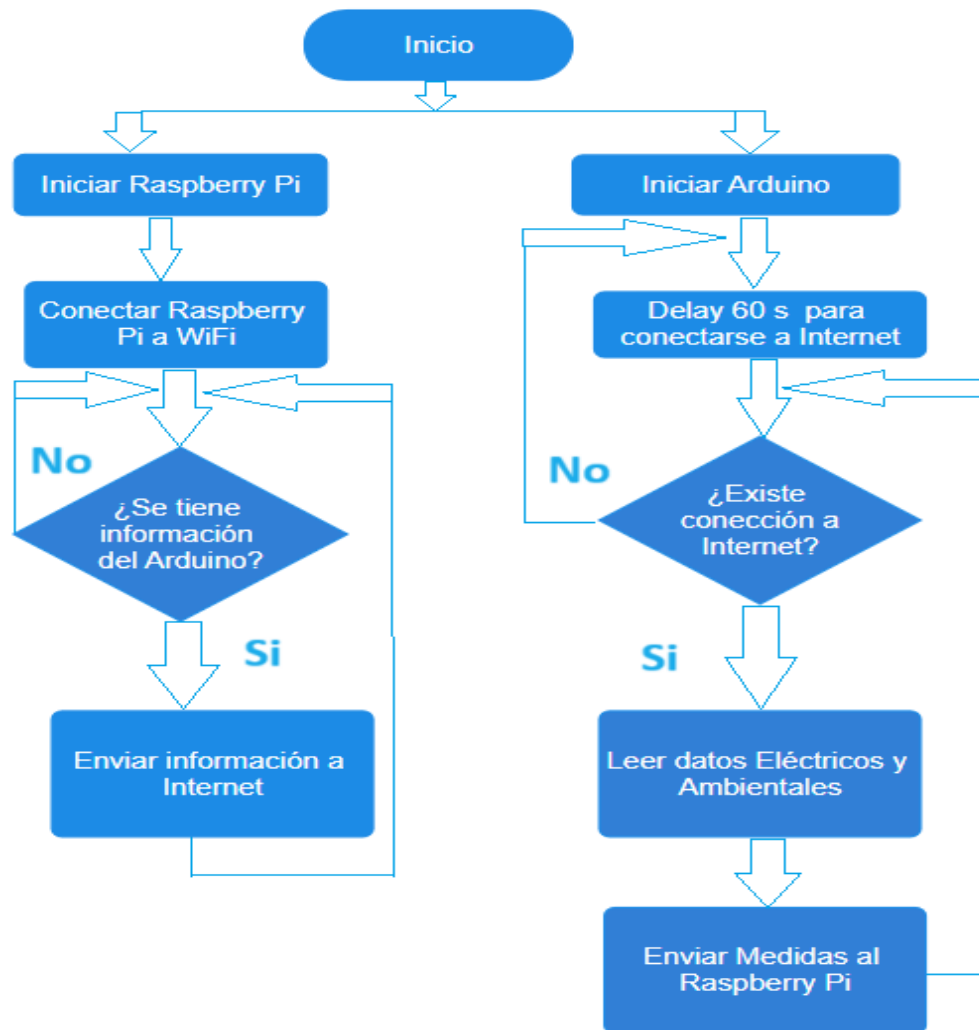 Inicio
Iniciar Raspberry Pi
Iniciar Arduino
Conectar Raspberry
Pi a WiFi
Delay 60 s para
conectarse a Internet
No
¿Se tiene
información
del Arduino?
No
¿Existe
conección a
Internet?
Si
Si
Enviar información a
Internet
Leer datos Eléctricos y
Ambientales
Enviar Medidas al
Raspberry Pi